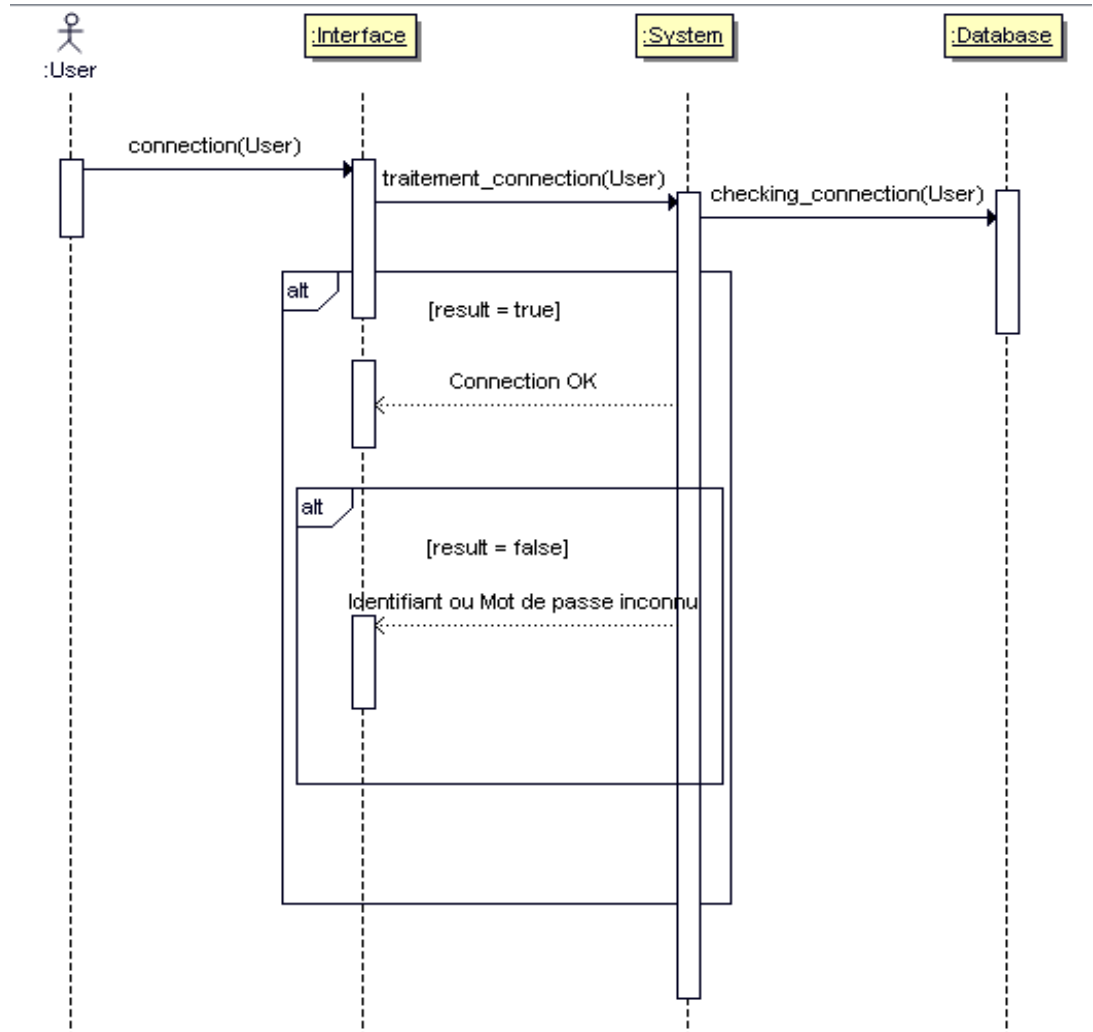 :User
:Interface
:System
:Database
connection(User)
traitement_connection(User)
checking_connection(User)
alt
[result = true]
Connection OK
alt
[result = false]
Identifiant ou Mot de passe inconnu